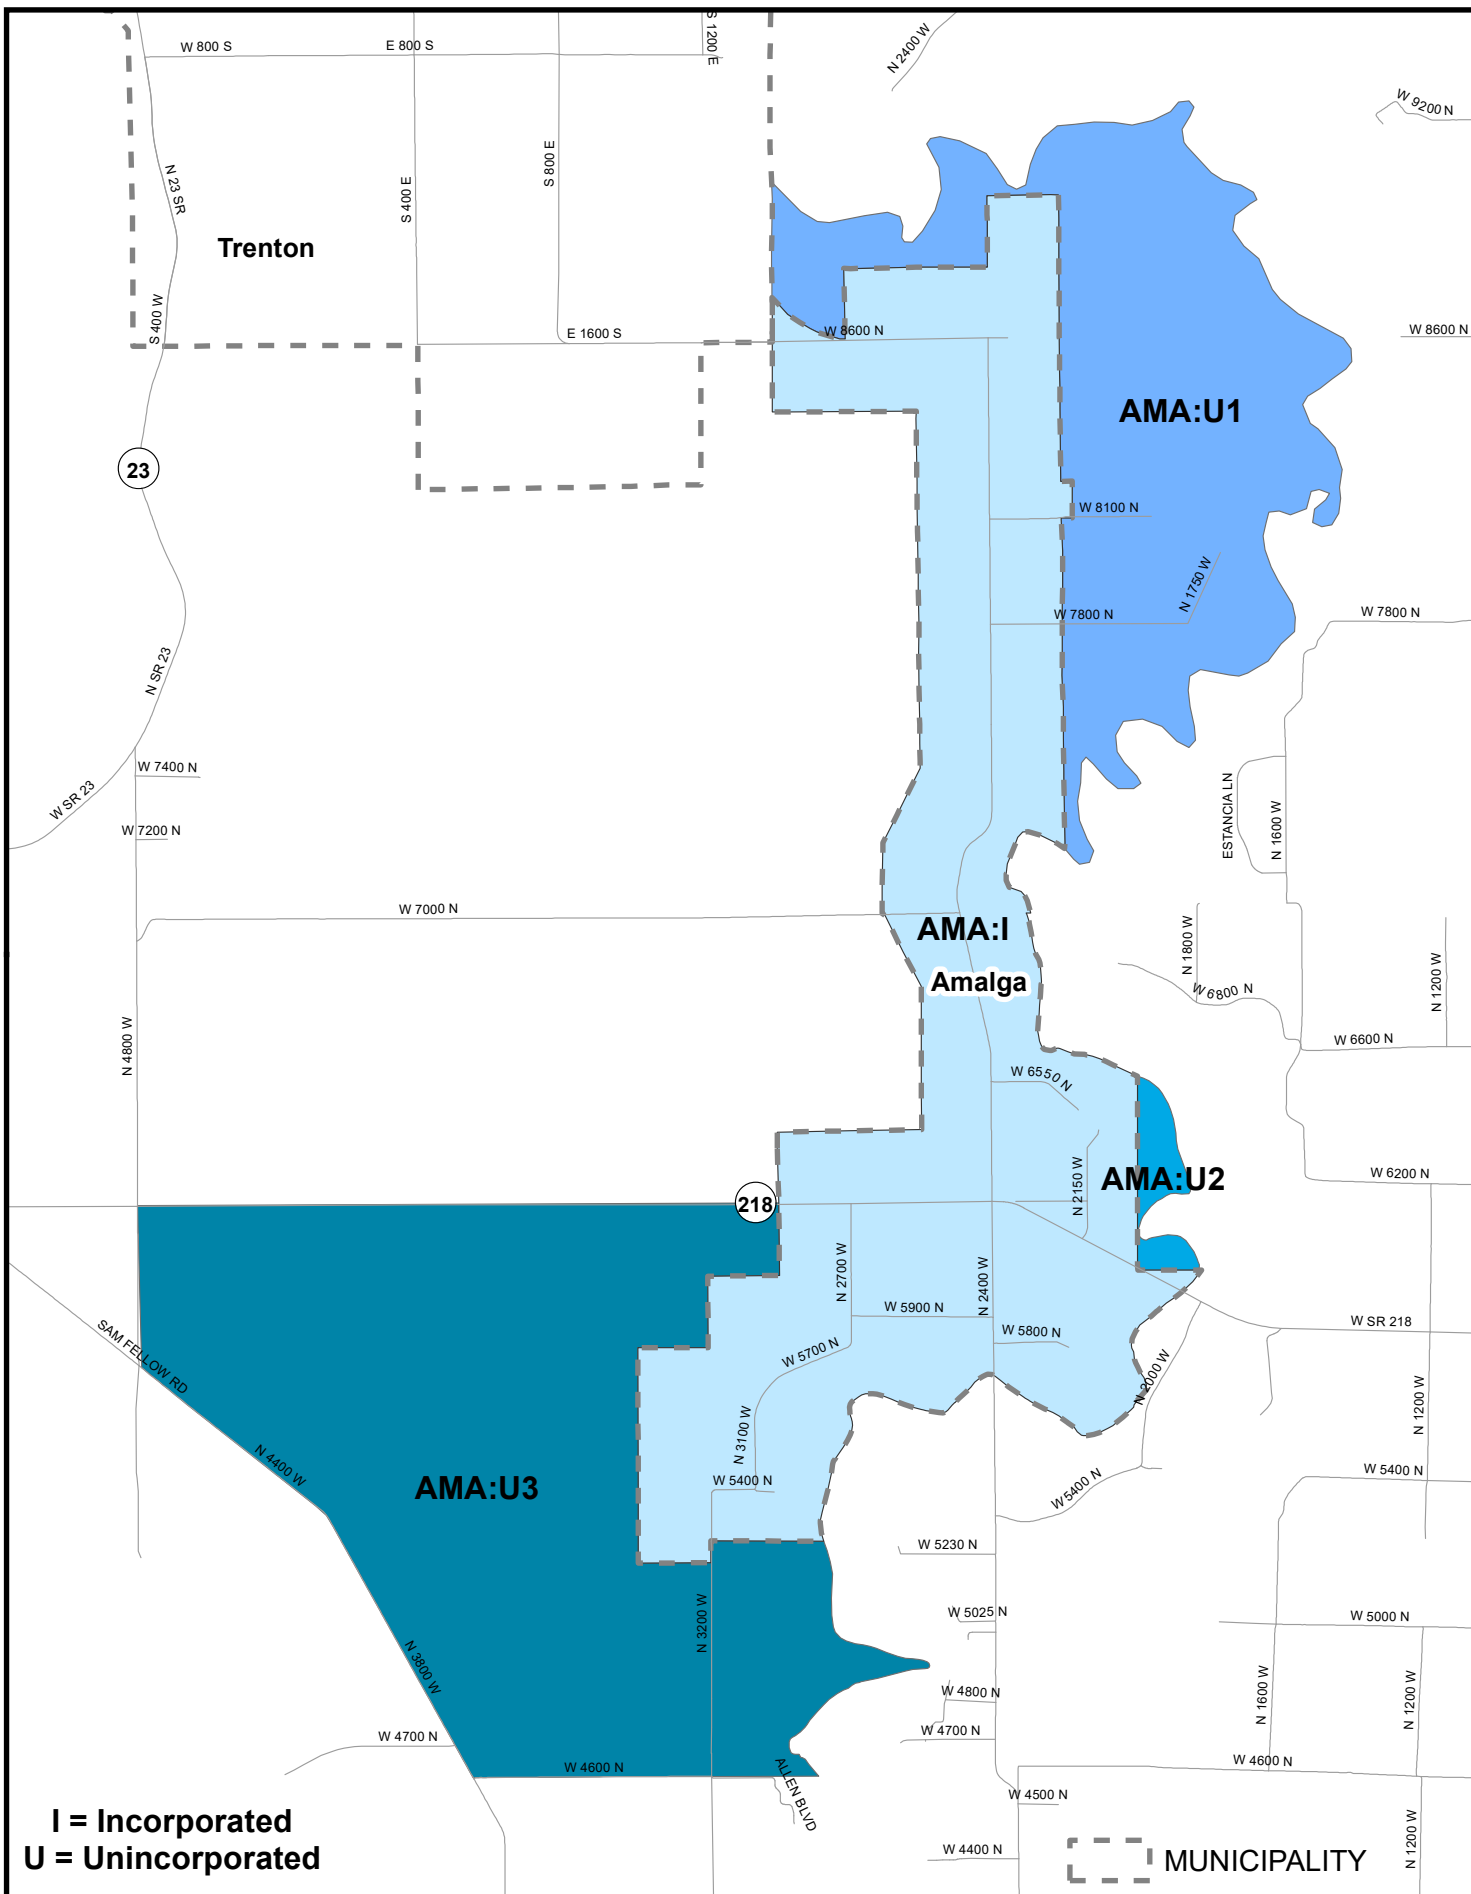 W 800 S
E 800 S
S 1200 E
N 2400 W
W 9200 N
N 23 SR
S 400 E
S 800 E
Trenton
S 400 W
E 1600 S
W 8600 N
W 8600 N
AMA:U1
23
W 8100 N
N 1750 W
W 7800 N
W 7800 N
N SR 23
W 7400 N
W SR 23
W 7200 N
ESTANCIA LN
N 1600 W
W 7000 N
AMA:I
Amalga
N 1800 W
N 1200 W
W 6800 N
N 4800 W
W 6600 N
W 6550 N
N 2150 W
AMA:U2
W 6200 N
218
N 2700 W
N 2400 W
W 5900 N
W 5800 N
W SR 218
SAM FELLOW RD
W 5700 N
N 2000 W
N 1200 W
N 3100 W
N 4400 W
AMA:U3
W 5400 N
W 5400 N
W 5400 N
W 5230 N
N 3200 W
W 5025 N
W 5000 N
N 3800 W
W 4800 N
N 1600 W
N 1200 W
W 4700 N
W 4700 N
W 4600 N
W 4600 N
ALLEN BLVD
W 4500 N
I = Incorporated
U = Unincorporated
W 4400 N
N 1200 W
MUNICIPALITY